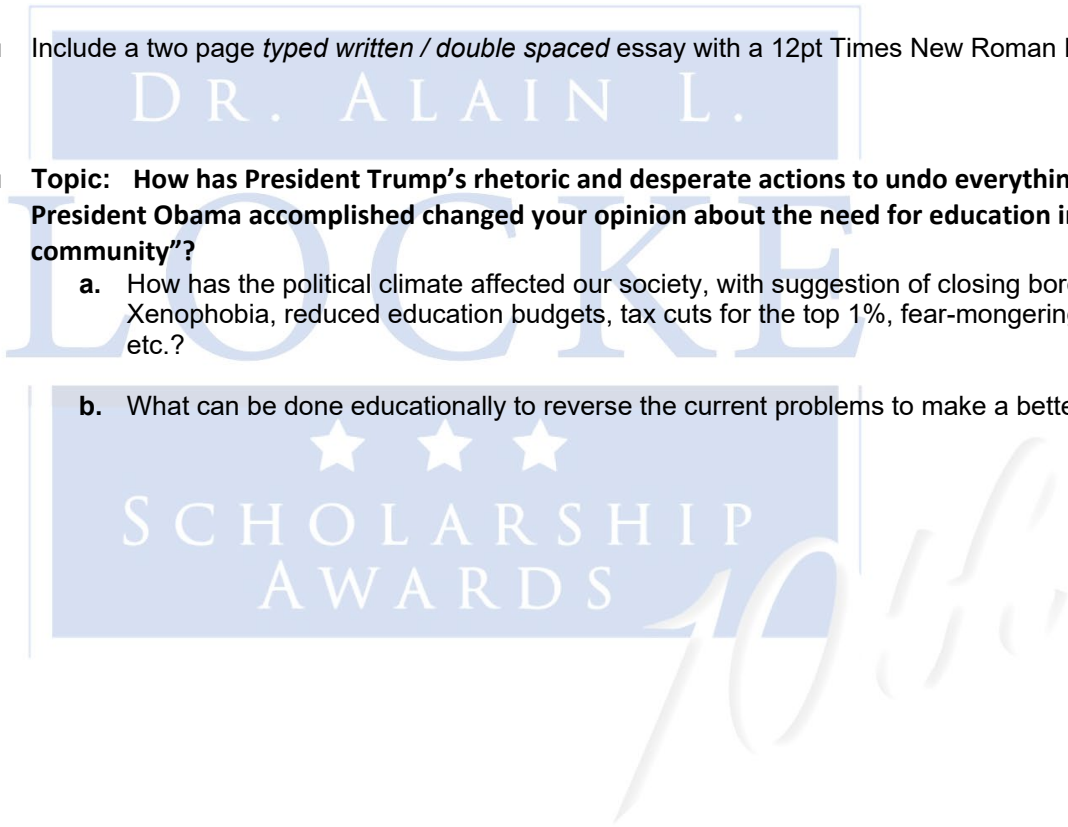 Include a two page typed written / double spaced essay with a 12pt Times New Roman
DR. ALAIN L.
Topic: How has President Trump’s rhetoric and desperate actions to undo everythin
President Obama accomplished changed your opinion about the need for education i
community”?
LOCKE
a. How has the political climate affected our society, with suggestion of closing bor
Xenophobia, reduced education budgets, tax cuts for the top 1%, fear-mongering
etc.?
b. What can be done educationally to reverse the current problems to make a bette
SCHOLARSHIP
AWARDS
10th